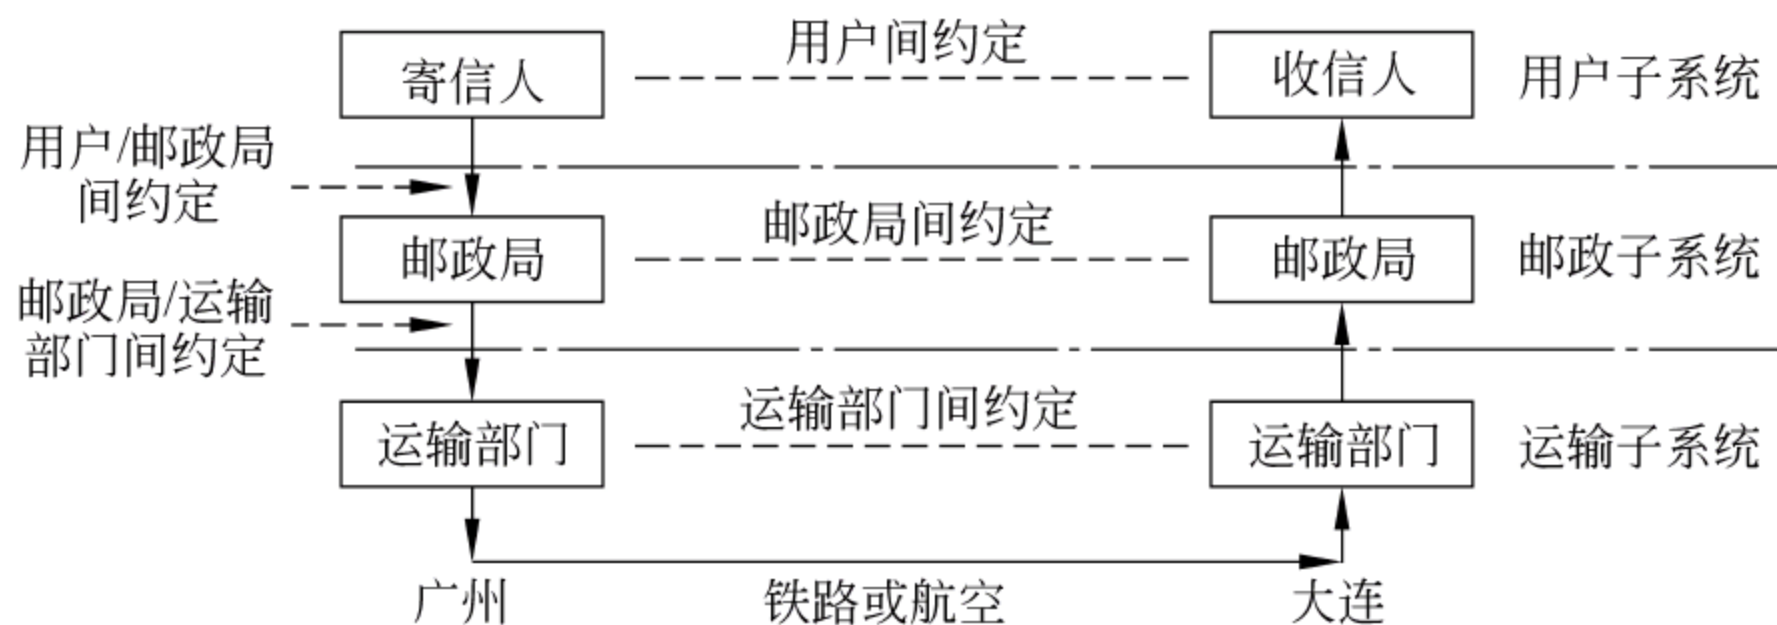 寄信人
用户间约定
收信人
用户子系统
用户/邮政局
间约定
邮政局
邮政局间约定
邮政局
邮政子系统
邮政局/运输
部门间约定
运输部门
运输部门间约定
运输部门
运输子系统
广州
铁路或航空
大连